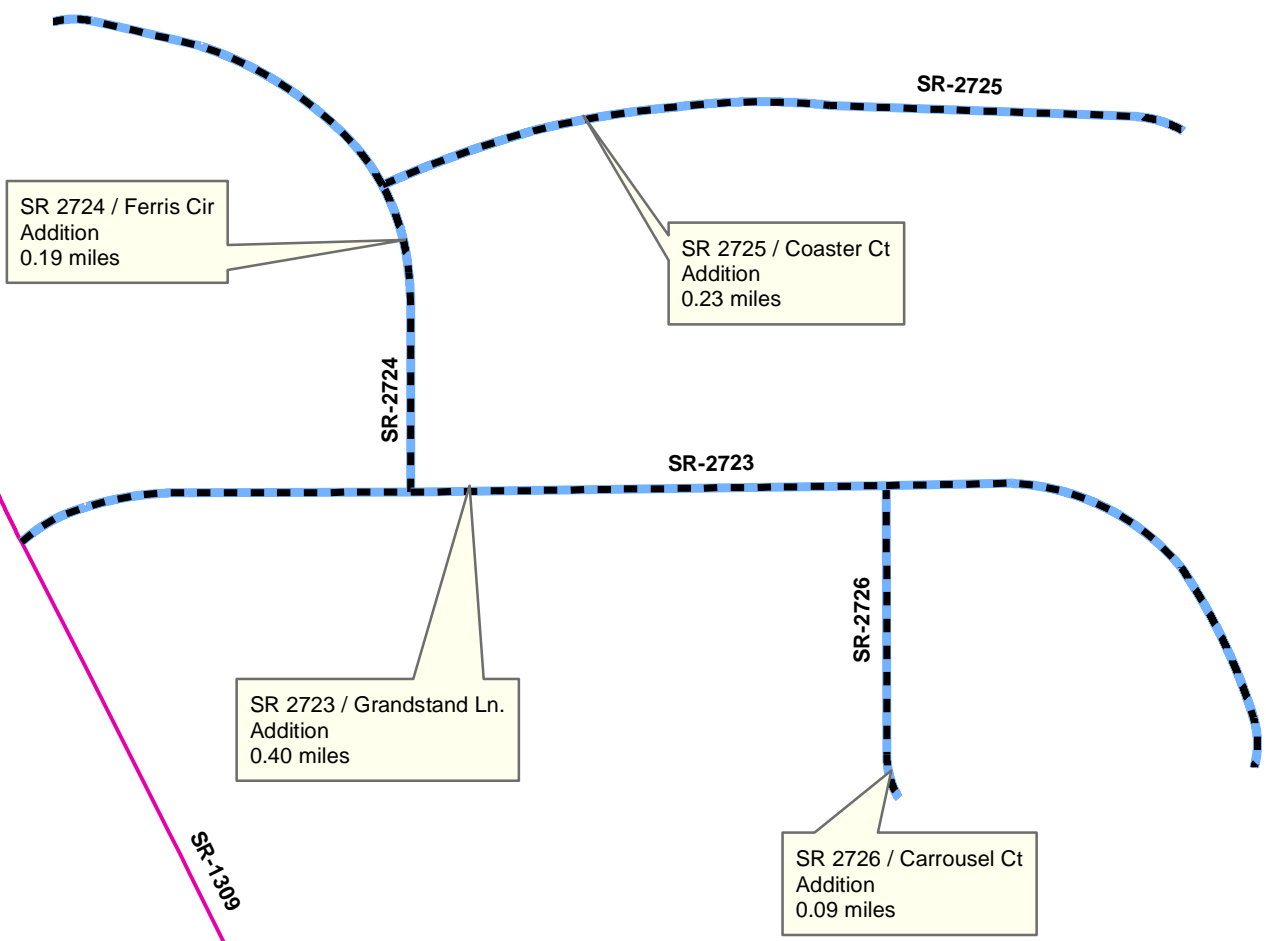 SR-2725
SR 2724 / Ferris Cir
Addition
0.19 miles
SR 2725 / Coaster Ct
Addition
0.23 miles
SR-2724
SR-2723
SR-2726
SR 2723 / Grandstand Ln.
Addition
0.40 miles
SR-1309
SR 2726 / Carrousel Ct
Addition
0.09 miles